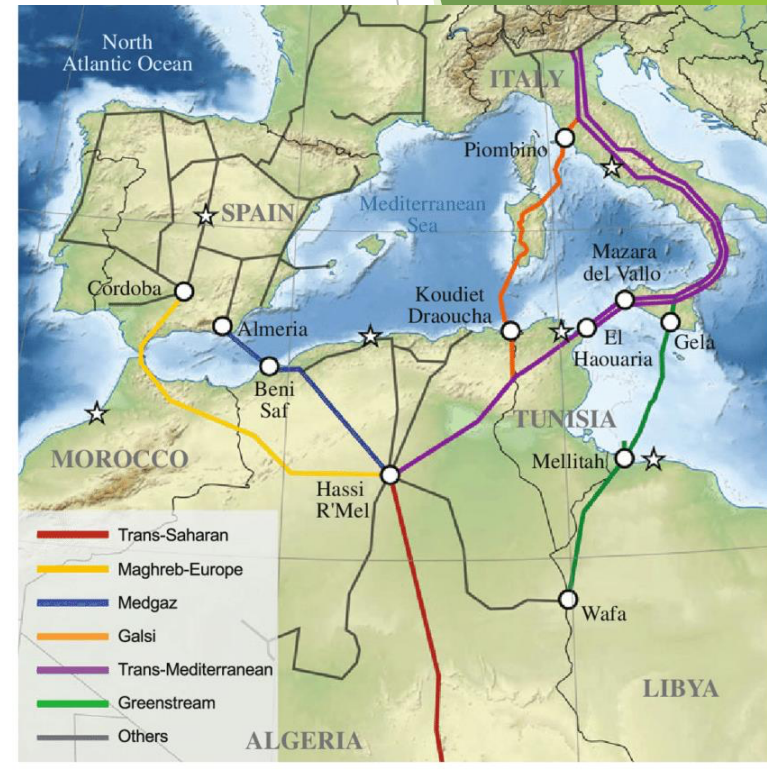 North
Atlantic Ocean
ITALY
Piombino
SPAIN
Mediterranean
Sea
Mazara
del Vallo
Cordoba
Koudiet
Draoucha
Almeria
El
Haouaria
Gela
Beni
Saf
TUNISIA
MOROCCO
Mellitah
Hassi
R'Mel
Trans-Saharan
Maghreb-Europe
Medgaz
Galsi
Trans-Mediterranean
Greenstream
Others
Wafa
LIBYA
ALGERIA